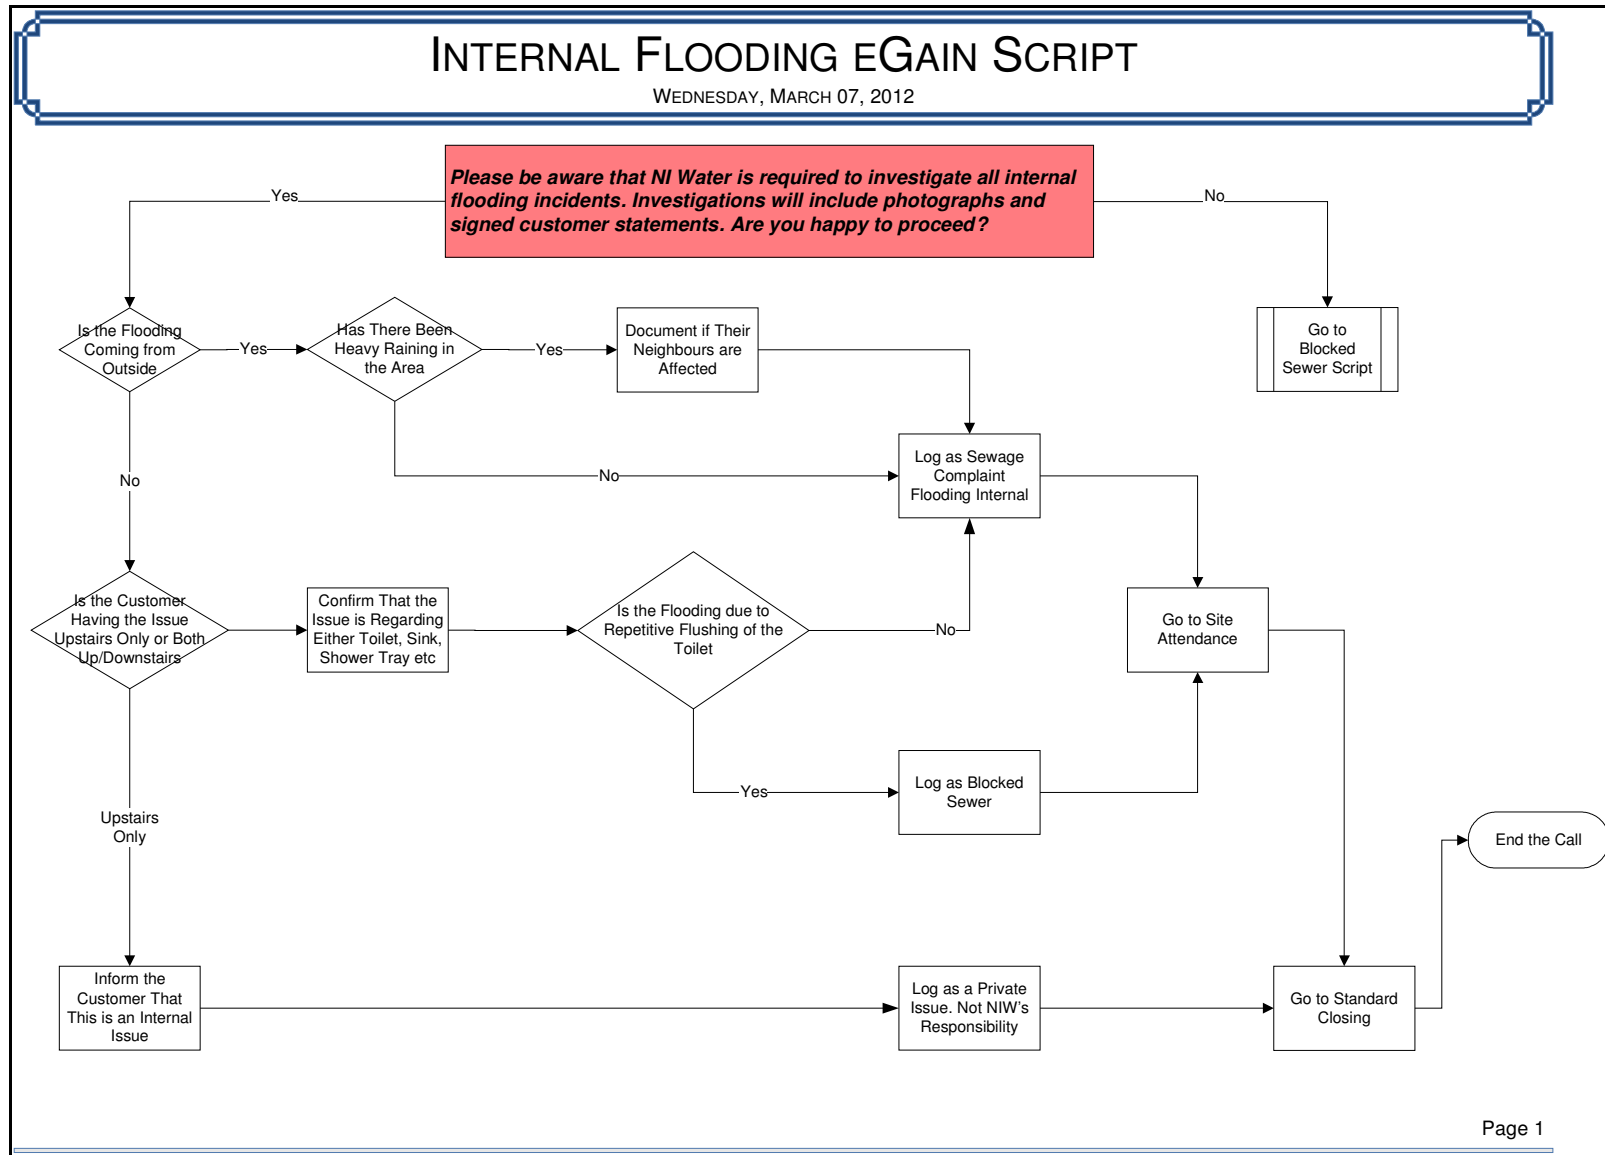 INTERNAL FLOODING EGAIN SCRIPT
WEDNESDAY, MARCH 07, 2012
Please be aware that NI Water is required to investigate all internal
flooding incidents. Investigations will include photographs and
signed customer statements. Are you happy to proceed?
Yes
No
Is the Flooding
Coming from
Outside
Yes
Has There Been
Heavy Raining in
the Area
Yes
Document if Their
Neighbours are
Affected
Go to
Blocked
Sewer Script
No
No
Log as Sewage
Complaint
Flooding Internal
Is the Customer
Having the Issue
Upstairs Only or Both
Up/Downstairs
Confirm That the
Issue is Regarding
Either Toilet, Sink,
Shower Tray etc
Is the Flooding due to
Repetitive Flushing of the
Toilet
No
Go to Site
Attendance
Yes
Log as Blocked
Sewer
Upstairs
Only
End the Call
Inform the
Customer That
This is an Internal
Issue
Log as a Private
Issue. Not NIW's
Responsibility
Go to Standard
Closing
Page 1